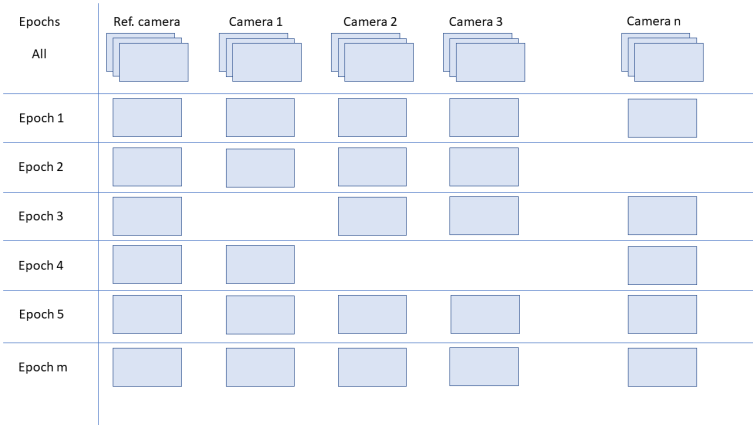 Epochs Ref. camera Camera 1 Camera 2 Camera 3 Camera n
All
Epoch 1
Epoch 2
Epoch 3
Epoch 4
Epoch 5
Epoch m